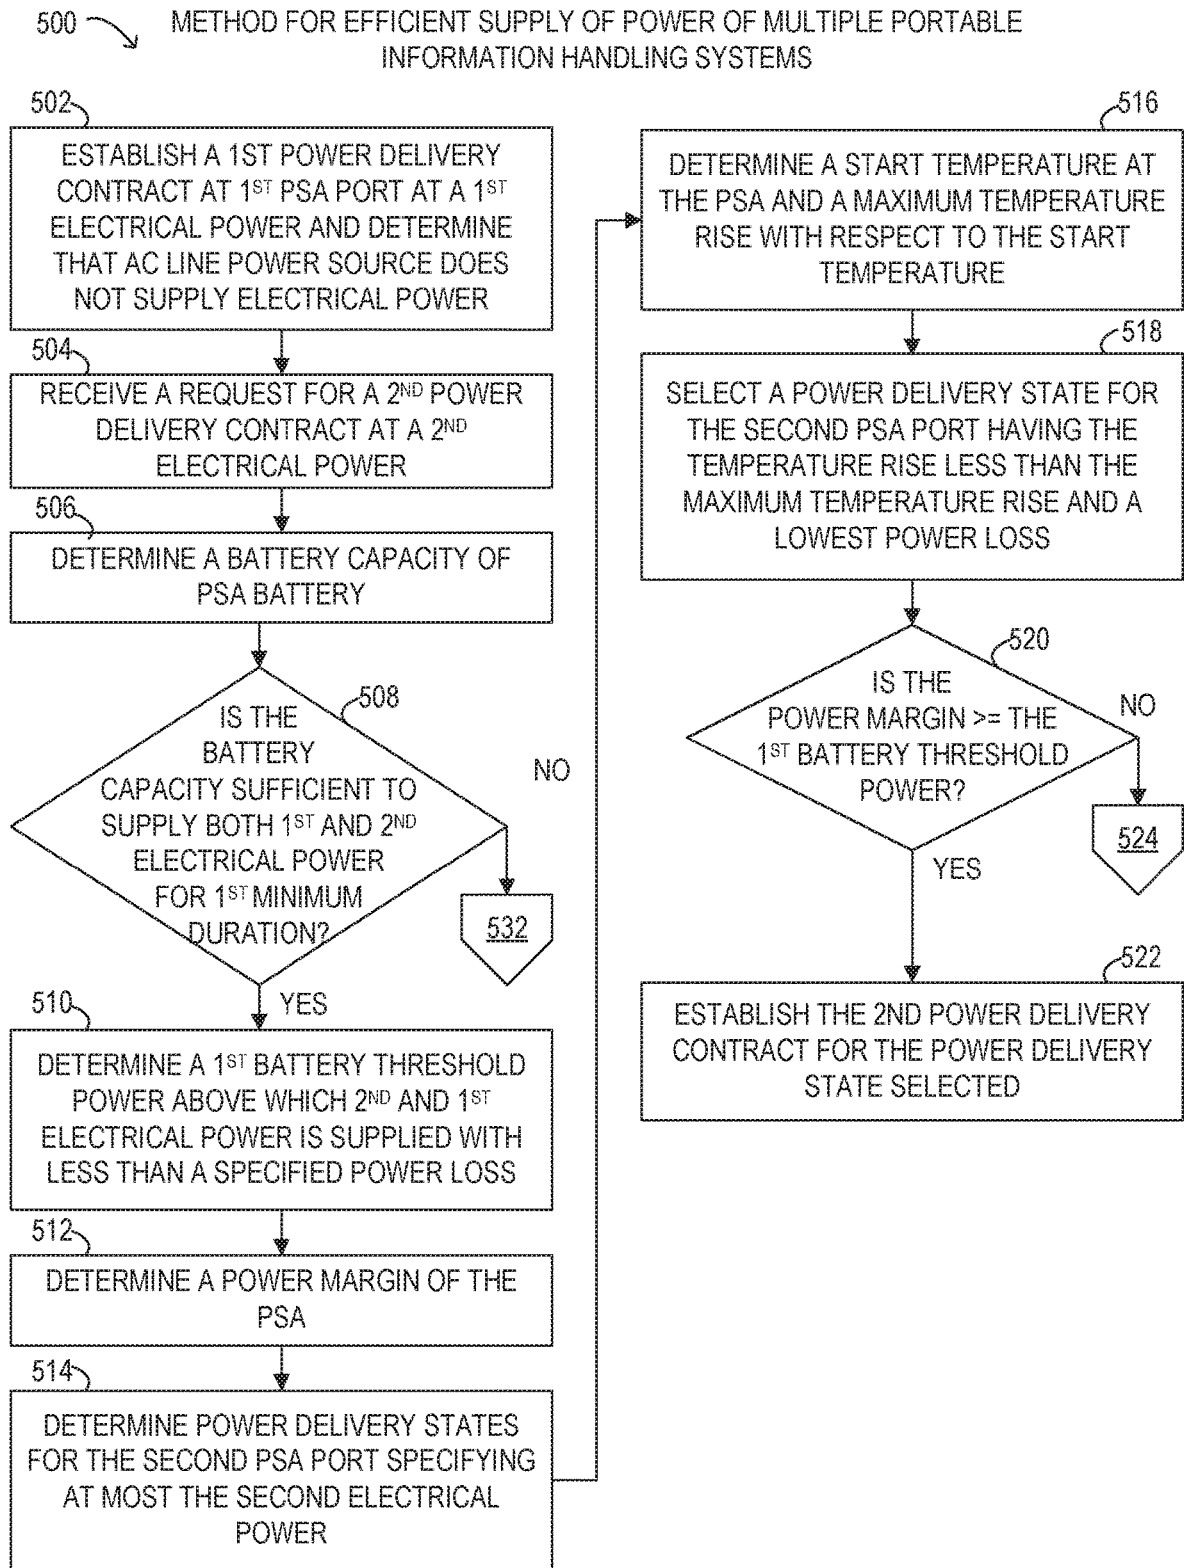 500
METHOD FOR EFFICIENT SUPPLY OF POWER OF MULTIPLE PORTABLE
INFORMATION HANDLING SYSTEMS
502
ESTABLISH A 1ST POWER DELIVERY
CONTRACT AT 1ST PSA PORT AT A 1ST
ELECTRICAL POWER AND DETERMINE
THAT AC LINE POWER SOURCE DOES
NOT SUPPLY ELECTRICAL POWER
504
RECEIVE A REQUEST FOR A 2ND POWER
DELIVERY CONTRACT AT A 2ND
ELECTRICAL POWER
506
DETERMINE A BATTERY CAPACITY OF
PSA BATTERY
508
IS THE
BATTERY
CAPACITY SUFFICIENT TO
SUPPLY BOTH 1ST AND 2ND
ELECTRICAL POWER
FOR 1ST MINIMUM
DURATION?
NO
532
YES
510
DETERMINE A 1ST BATTERY THRESHOLD
POWER ABOVE WHICH 2ND AND 1ST
ELECTRICAL POWER IS SUPPLIED WITH
LESS THAN A SPECIFIED POWER LOSS
512
DETERMINE A POWER MARGIN OF THE
PSA
514
DETERMINE POWER DELIVERY STATES
FOR THE SECOND PSA PORT SPECIFYING
AT MOST THE SECOND ELECTRICAL
POWER
516
DETERMINE A START TEMPERATURE AT
THE PSA AND A MAXIMUM TEMPERATURE
RISE WITH RESPECT TO THE START
TEMPERATURE
518
SELECT A POWER DELIVERY STATE FOR
THE SECOND PSA PORT HAVING THE
TEMPERATURE RISE LESS THAN THE
MAXIMUM TEMPERATURE RISE AND A
LOWEST POWER LOSS
520
IS THE
POWER MARGIN >= THE
1ST BATTERY THRESHOLD
POWER?
NO
524
YES
522
ESTABLISH THE 2ND POWER DELIVERY
CONTRACT FOR THE POWER DELIVERY
STATE SELECTED